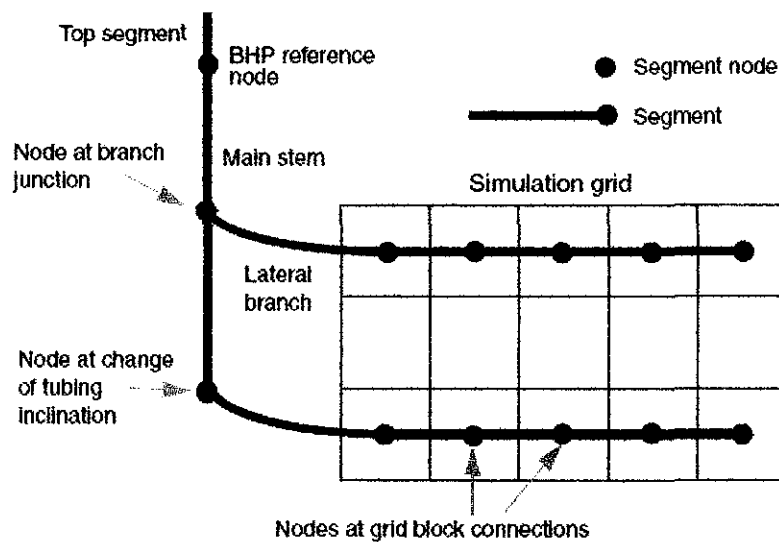 Top segment
BHP reference
node
Segment node
Segment
Node at branch
junction
Main stem
Simulation grid
Lateral
branch
Node at change
of tubing
inclination
Nodes at grid block connections